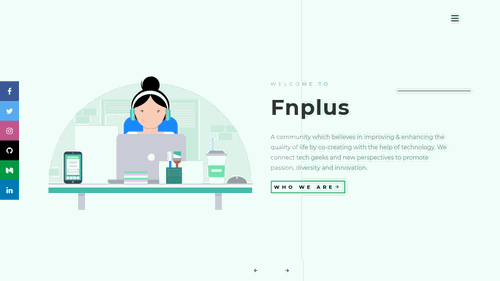 WELCOME TO
Fnplus
A community which believes in improving & enhancing the
quality of life by co-creating with the help of technology. We
connect tech geeks and new perspectives to promote
passion, diversity and innovation.
WHO WE ARE→